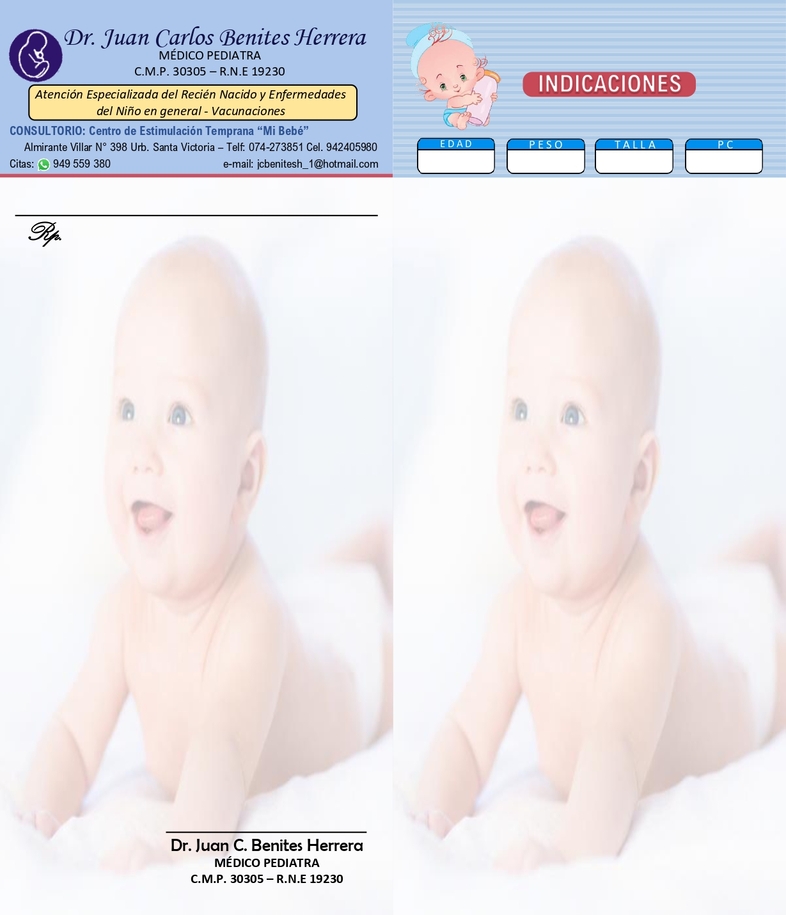 Dr. Juan Carlos Benites Herrera
MÉDICO PEDIATRA
C.M.P. 30305 – R.N.E 19230
Atención Especializada del Recién Nacido y Enfermedades
del Niño en general - Vacunaciones
CONSULTORIO: Centro de Estimulación Temprana “Mi Bebé”
Almirante Villar N° 398 Urb. Santa Victoria – Telf: 074-273851 Cel. 942405980
Citas: 949 559 380 e-mail: jcbenitesh_1@hotmail.com
Rp.
Dr. Juan C. Benites Herrera
MÉDICO PEDIATRA
C.M.P. 30305 – R.N.E 19230
INDICACIONES
EDAD PESO TALLA PC